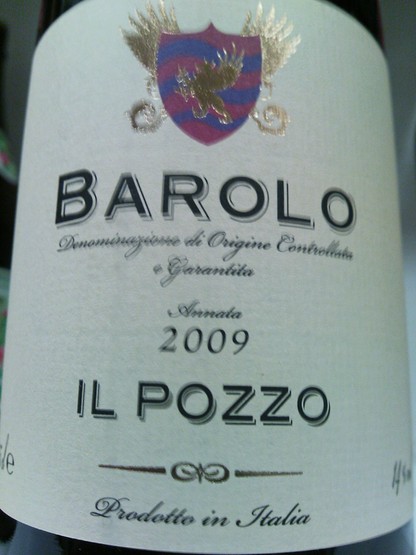 BAROLO
Denominazione di Origine Controllata
e Garantita
Annata
2009
IL POZZO
Prodotto in Italia